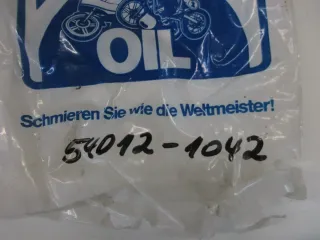 OIL
Schmieren Sie wie die Weltmeister!
54012-1042